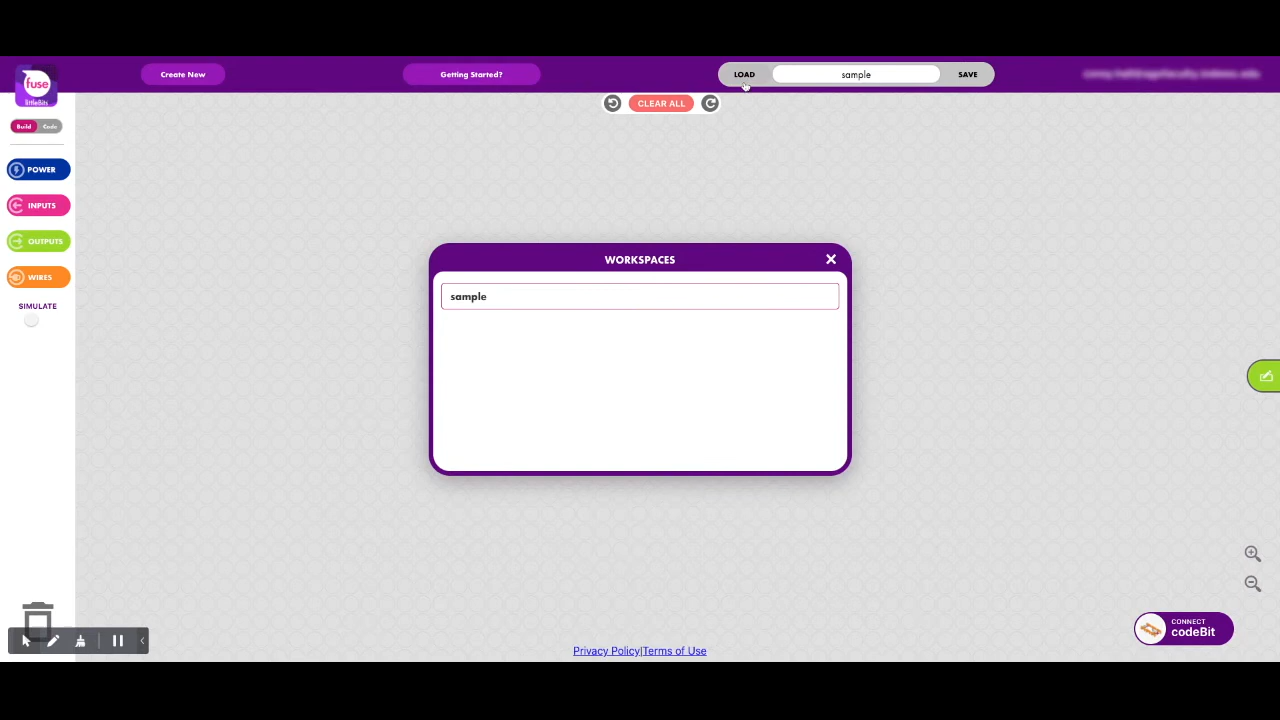 fuse
littleBits
Create New
Getting Started?
LOAD
sample
SAVE
CLEAR ALL
Build
Code
POWER
INPUTS
OUTPUTS
WIRES
SIMULATE
WORKSPACES
sample
CONNECT
codeBit
Privacy Policy|Terms of Use